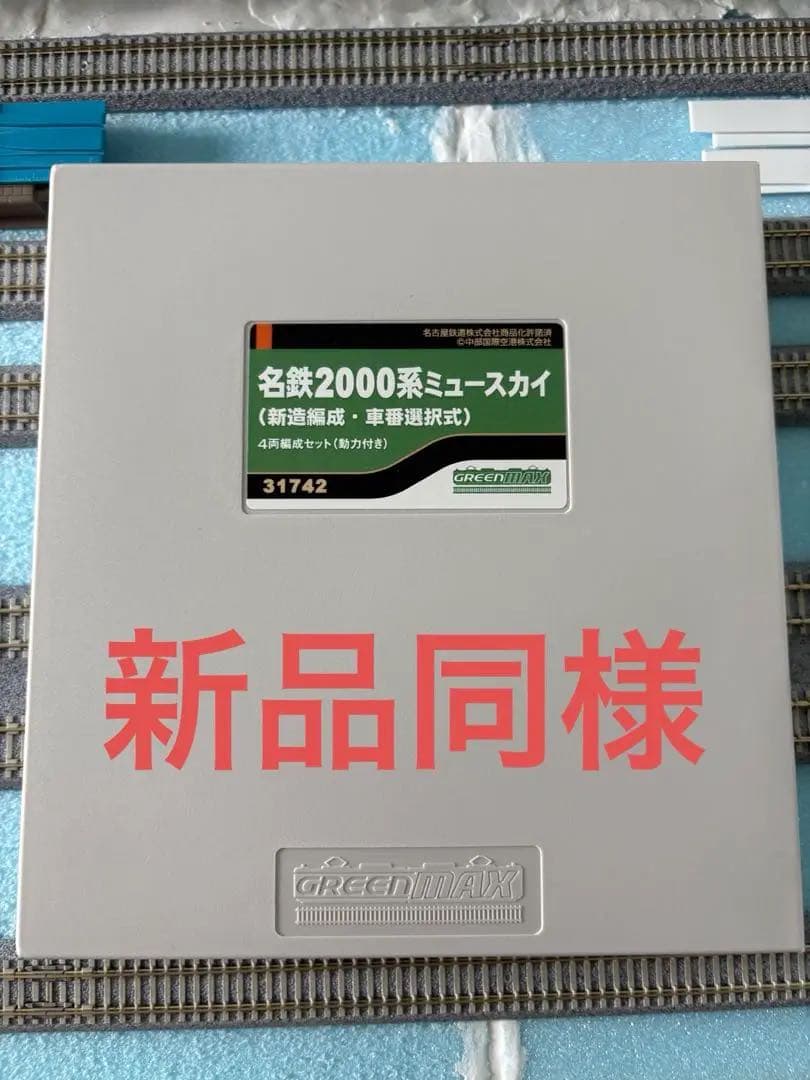 名古屋鉄道株式会社商品化許諾済
©中部国際空港株式会社
名鉄2000系ミュースカイ
(新造編成・車番選択式)
4両編成セット(動力付き)
31742
GREENMAX
新品同様
GREENMAX